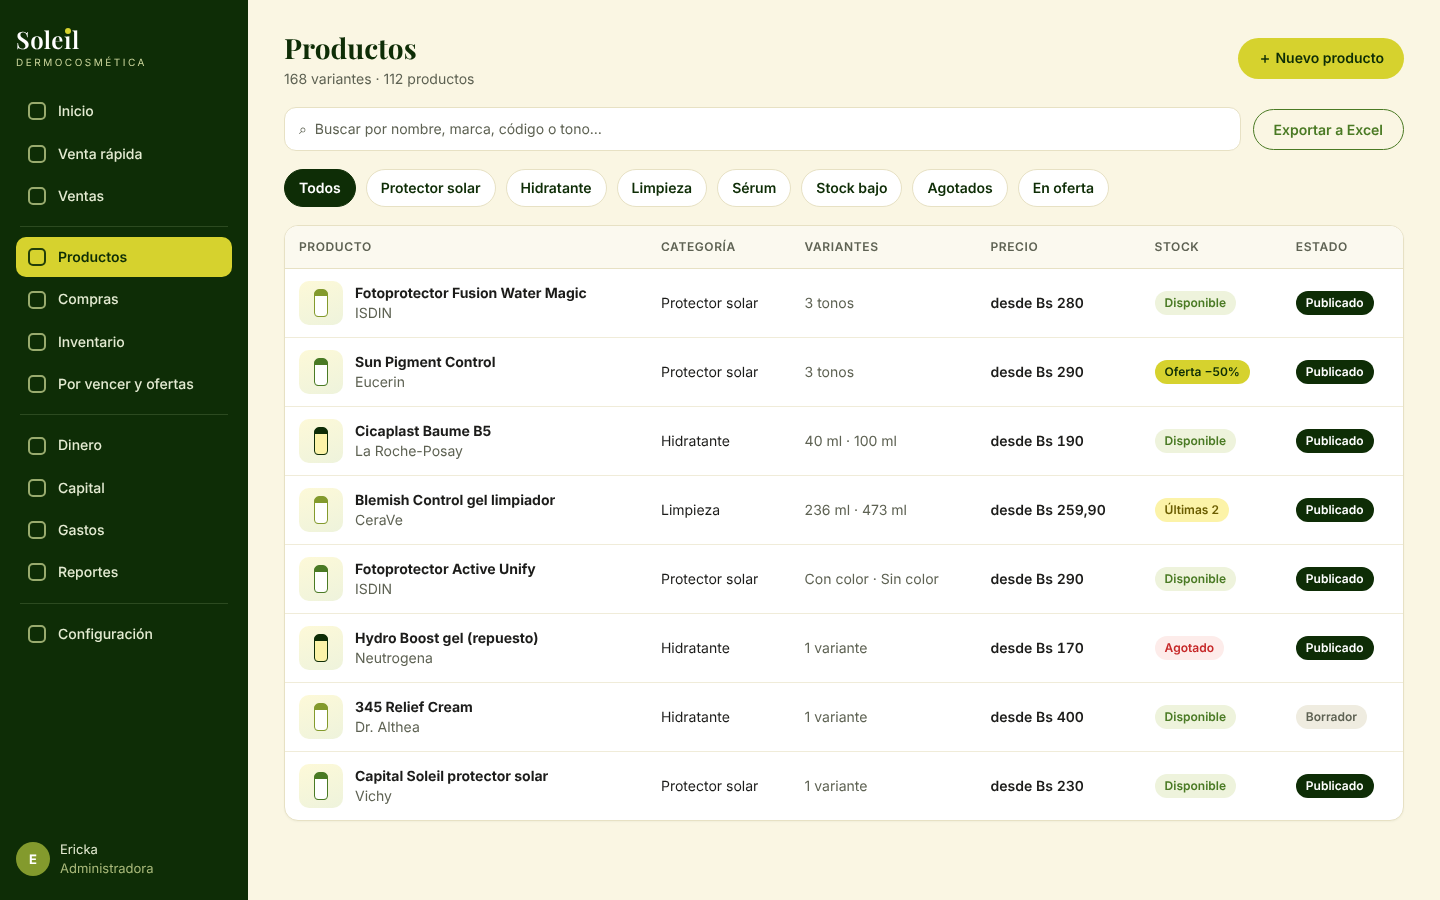 Soleil
DERMOCOSMÉTICA
Inicio
Venta rápida
Ventas
Productos
Compras
Inventario
Por vencer y ofertas
Dinero
Capital
Gastos
Reportes
Configuración
E
Ericka
Administradora
Productos
168 variantes · 112 productos
+ Nuevo producto
Buscar por nombre, marca, código o tono...
Exportar a Excel
Todos
Protector solar
Hidratante
Limpieza
Sérum
Stock bajo
Agotados
En oferta
PRODUCTO CATEGORÍA VARIANTES PRECIO STOCK ESTADO
Fotoprotector Fusion Water Magic
ISDIN
Protector solar 3 tonos desde Bs 280 Disponible Publicado
Sun Pigment Control
Eucerin
Protector solar 3 tonos desde Bs 290 Oferta −50% Publicado
Cicaplast Baume B5
La Roche-Posay
Hidratante 40 ml · 100 ml desde Bs 190 Disponible Publicado
Blemish Control gel limpiador
CeraVe
Limpieza 236 ml · 473 ml desde Bs 259,90 Últimas 2 Publicado
Fotoprotector Active Unify
ISDIN
Protector solar Con color · Sin color desde Bs 290 Disponible Publicado
Hydro Boost gel (repuesto)
Neutrogena
Hidratante 1 variante desde Bs 170 Agotado Publicado
345 Relief Cream
Dr. Althea
Hidratante 1 variante desde Bs 400 Disponible Borrador
Capital Soleil protector solar
Vichy
Protector solar 1 variante desde Bs 230 Disponible Publicado